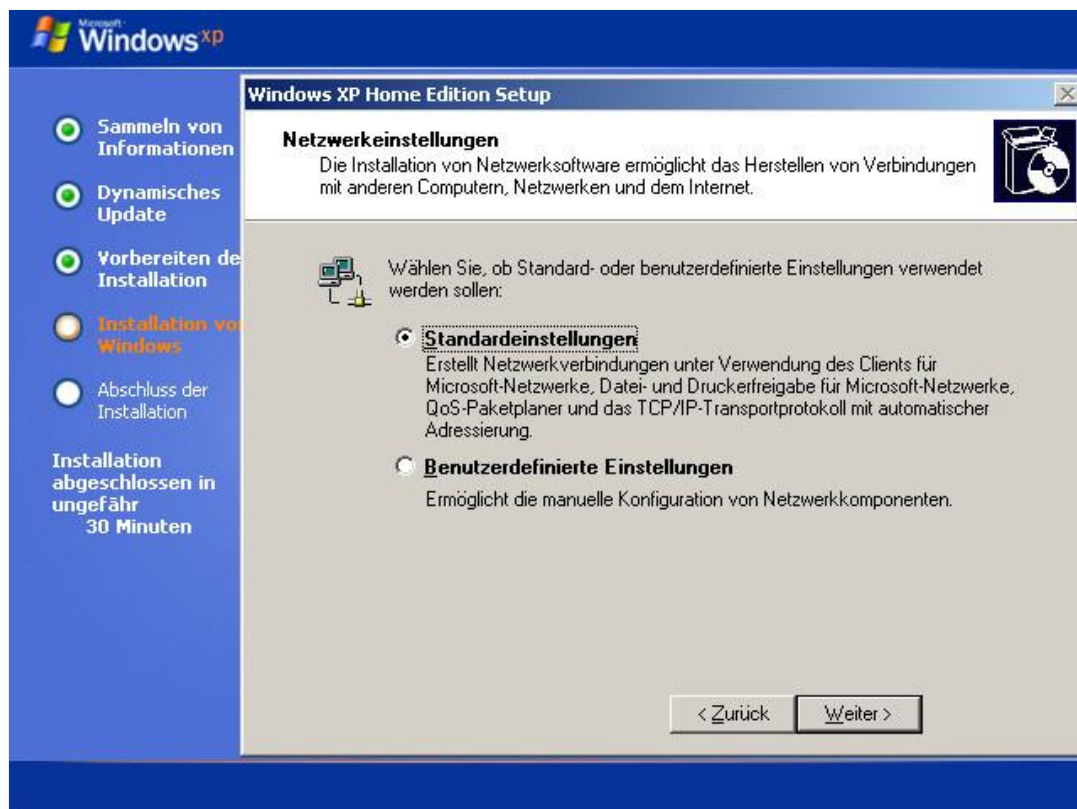 Microsoft
Windows xp
Sammeln von
Informationen
Dynamisches
Update
Vorbereiten de
Installation
Installation vo
Windows
Abschluss der
Installation
Installation
abgeschlossen in
ungefähr
30 Minuten
Windows XP Home Edition Setup
Netzwerkeinstellungen
Die Installation von Netzwerksoftware ermöglicht das Herstellen von Verbindungen
mit anderen Computern, Netzwerken und dem Internet.
Wählen Sie, ob Standard- oder benutzerdefinierte Einstellungen verwendet
werden sollen:
Standardeinstellungen
Erstellt Netzwerkverbindungen unter Verwendung des Clients für
Microsoft-Netzwerke, Datei- und Druckerfreigabe für Microsoft-Netzwerke,
QoS-Paketplaner und das TCP/IP-Transportprotokoll mit automatischer
Adressierung.
Benutzerdefinierte Einstellungen
Ermöglicht die manuelle Konfiguration von Netzwerkkomponenten.
< Zurück
Weiter >